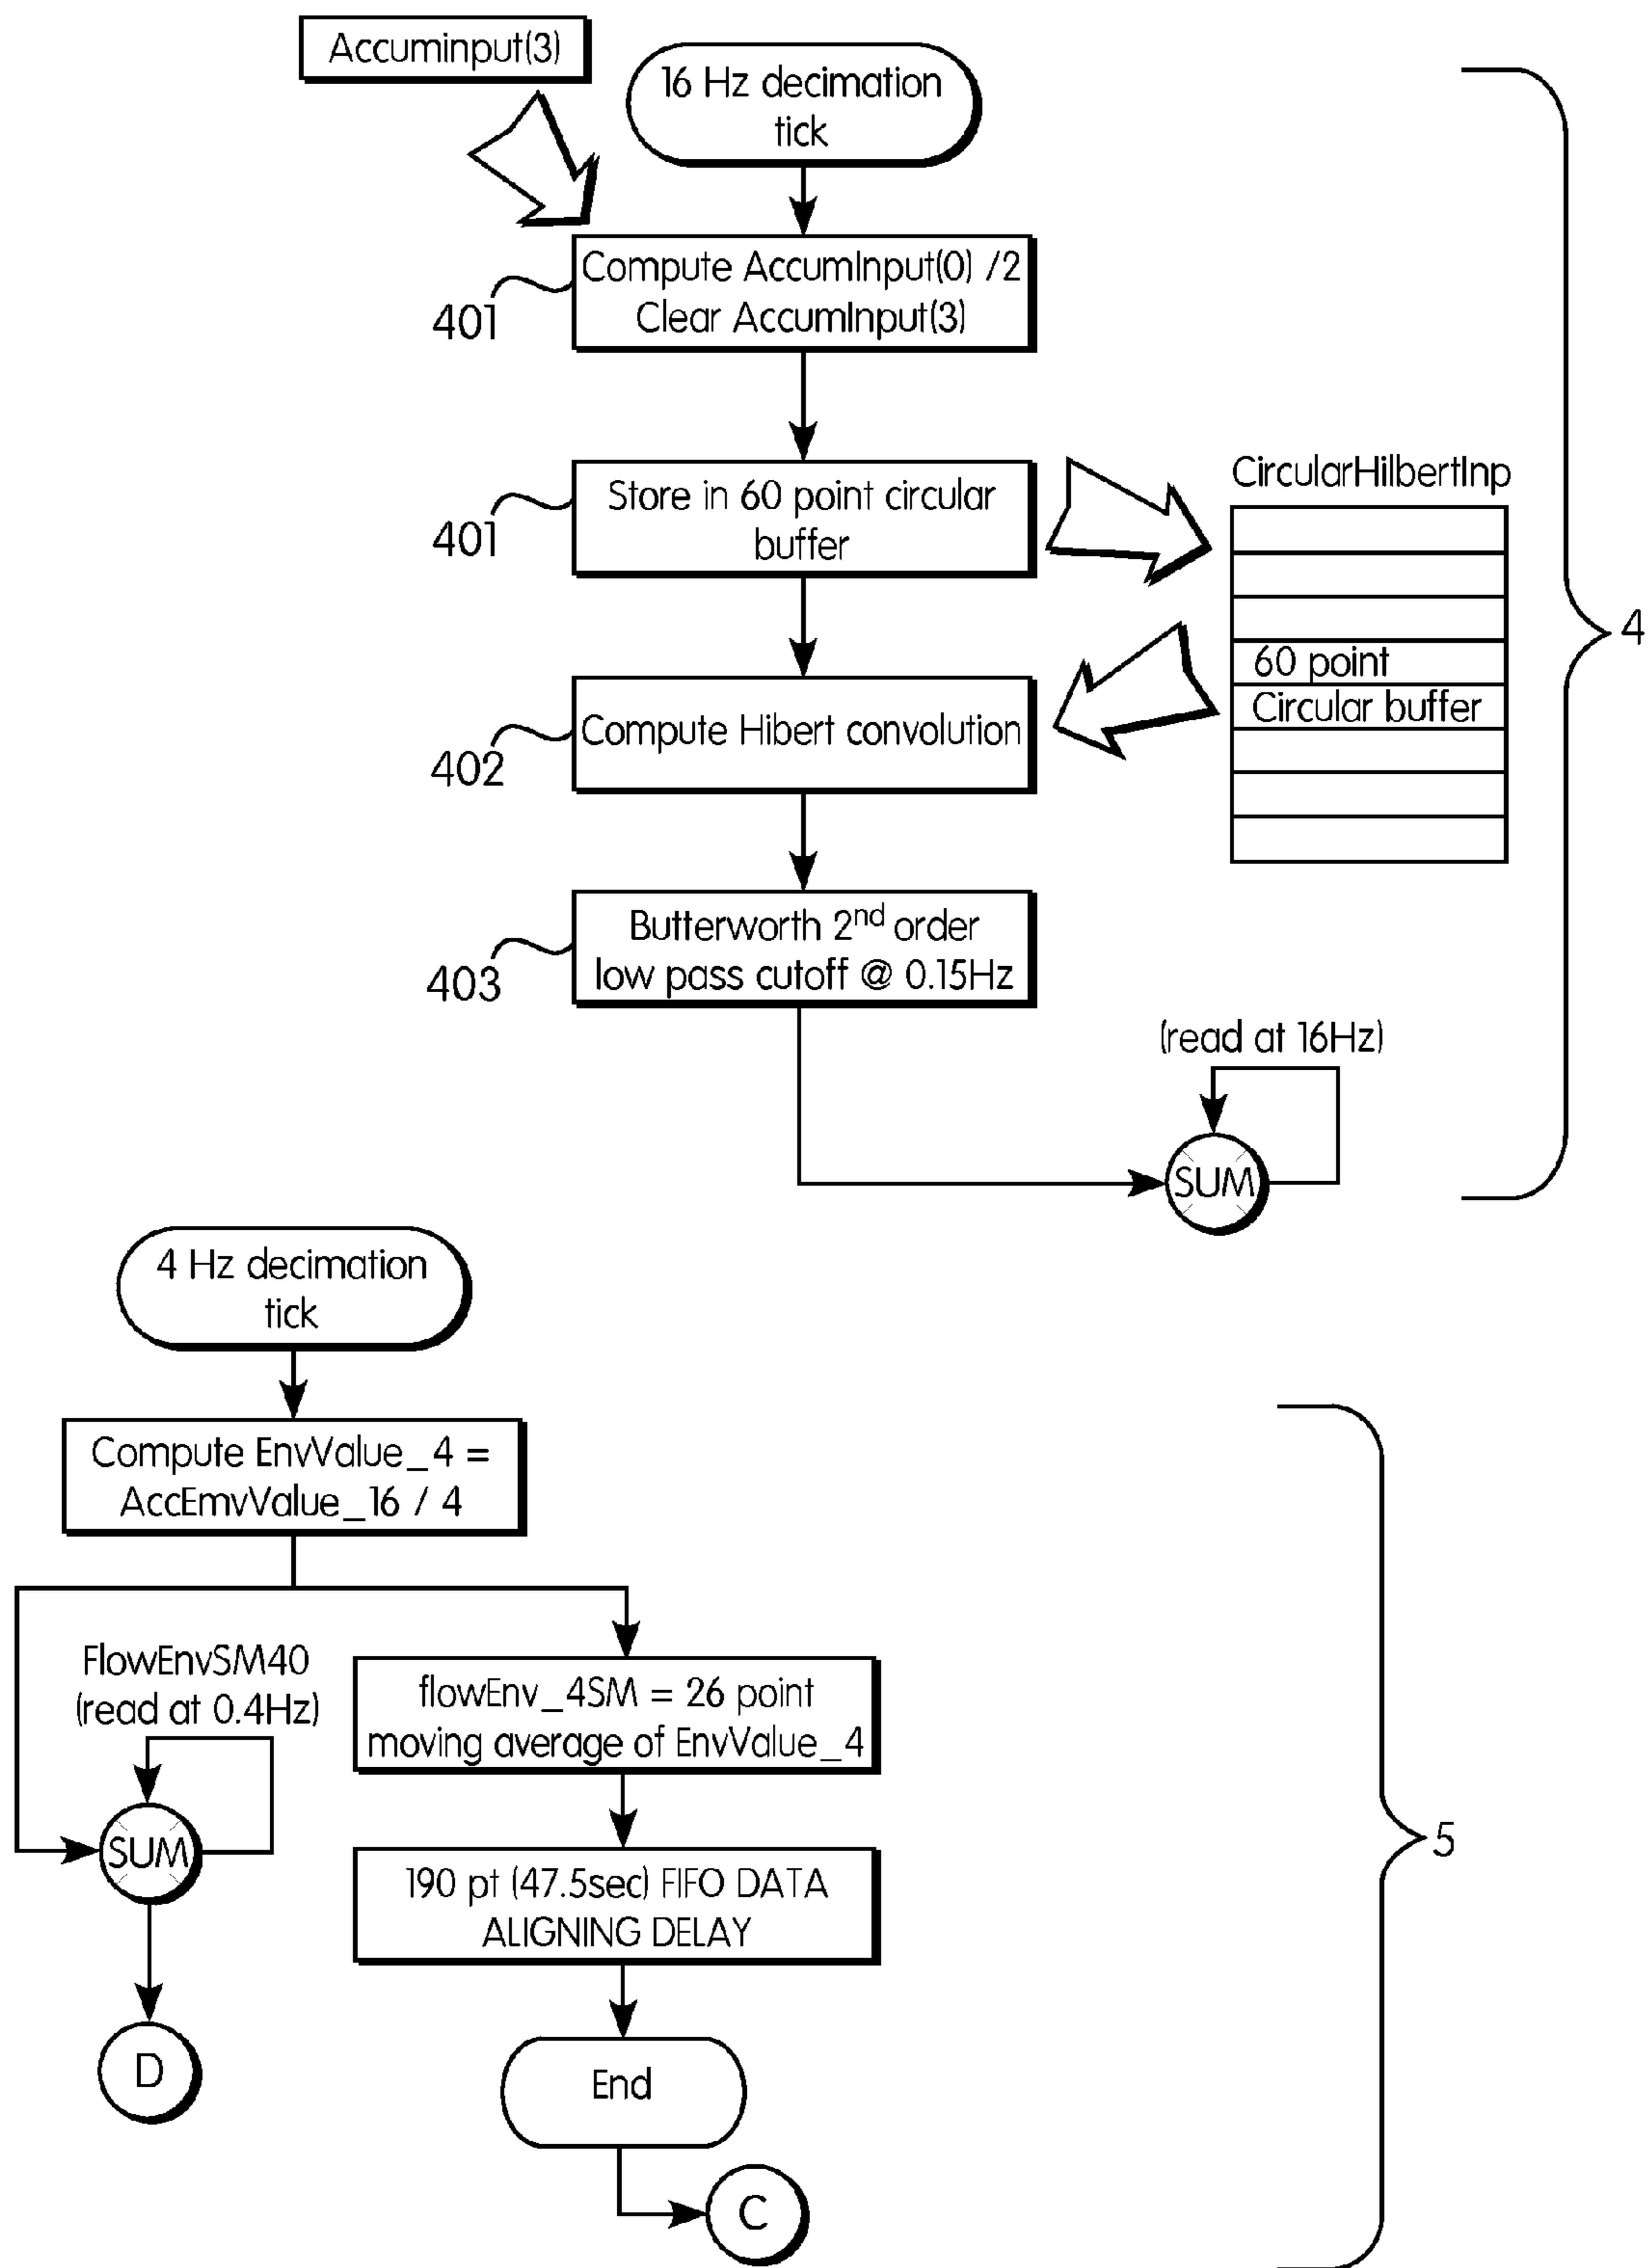 Accuminput(3)
16 Hz decimation
tick
Compute AccumInput(0) /2
Clear AccumInput(3)
401
Store in 60 point circular
buffer
401
CircularHilbertInp
60 point
Circular buffer
4
Compute Hibert convolution
402
Butterworth 2nd order
low pass cutoff @ 0.15Hz
403
(read at 16Hz)
SUM
4 Hz decimation
tick
Compute EnvValue_4 =
AccEmvValue_16 / 4
FlowEnvSM40
(read at 0.4Hz)
flowEnv_4SM = 26 point
moving average of EnvValue_4
SUM
190 pt (47.5sec) FIFO DATA
ALIGNING DELAY
5
D
End
C